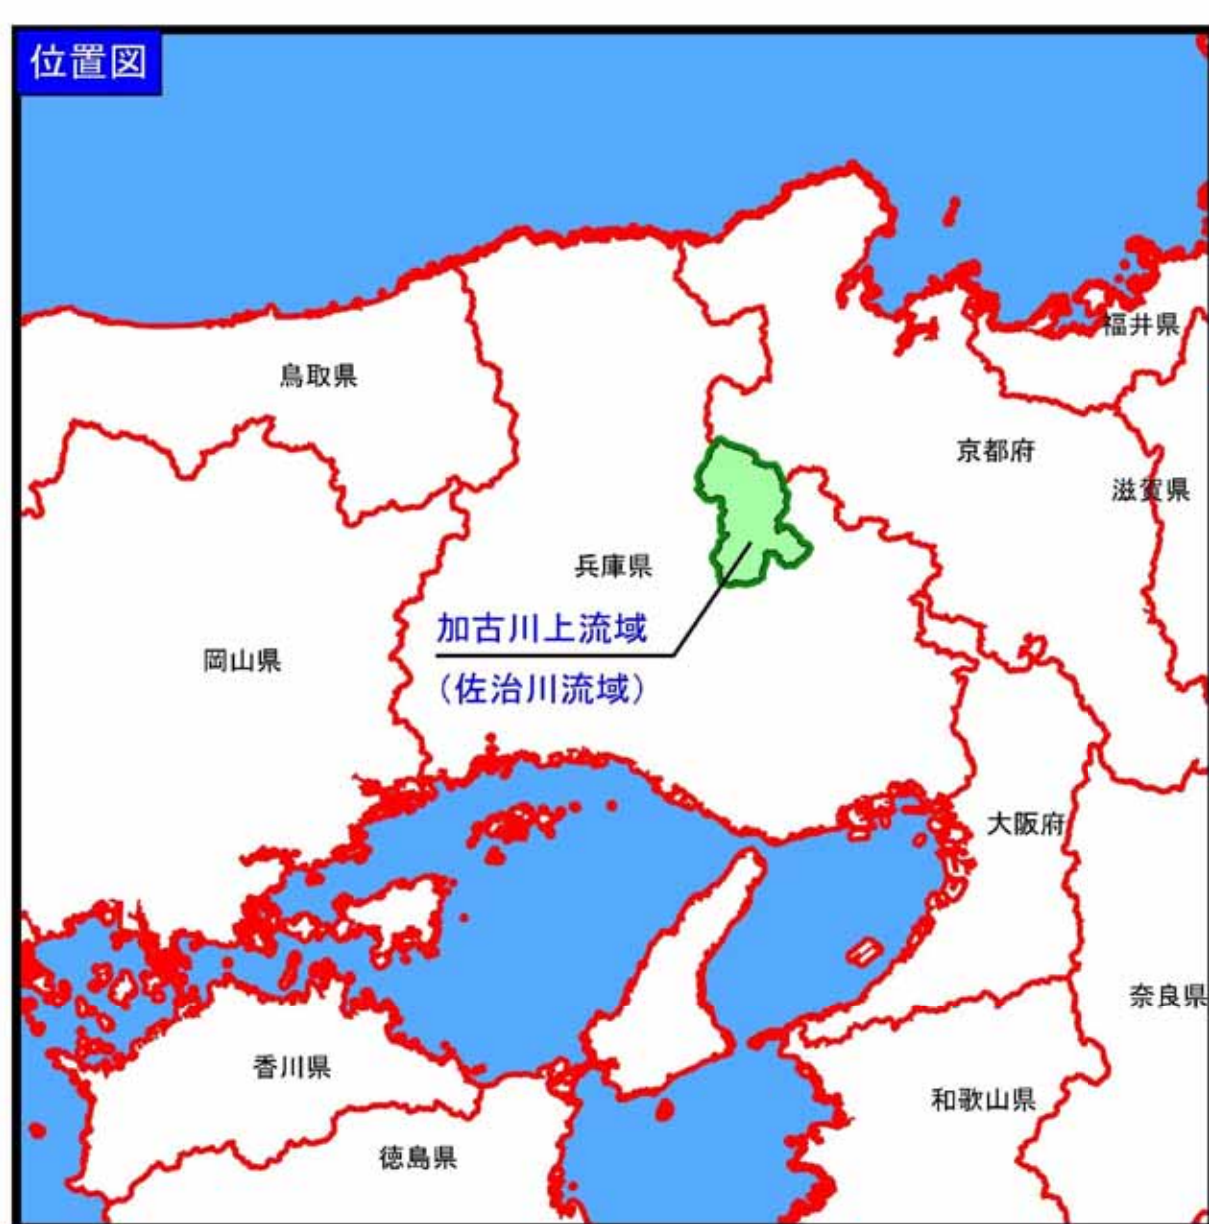 位置図
福井県
鳥取県
京都府
滋賀県
兵庫県
加古川上流域
(佐治川流域)
岡山県
大阪府
奈良県
香川県
和歌山県
徳島県